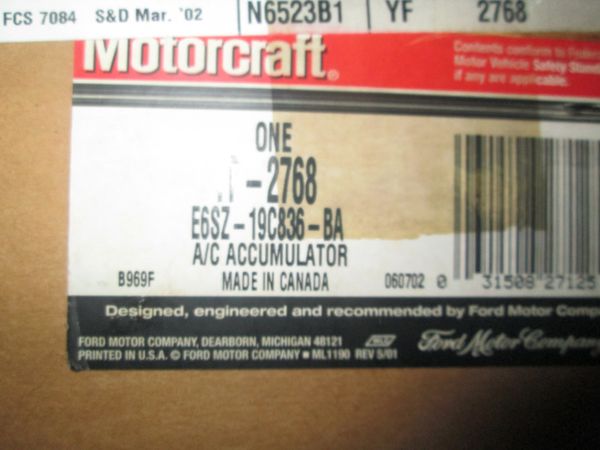 FCS 7084 S&D Mar. '02 N6523B1 YF 2768
Motorcraft®
Contents conform to
Motor Vehicle Safety
if any are applicable.
ONE
-2768
E6SZ-19C836-BA
A/C ACCUMULATOR
B969F MADE IN CANADA 060702 0 31508 27125
Designed, engineered and recommended by Ford Motor
FORD MOTOR COMPANY, DEARBORN, MICHIGAN 48121
PRINTED IN U.S.A. © FORD MOTOR COMPANY ■ ML1190 REV 5/01
Ford Motor Company